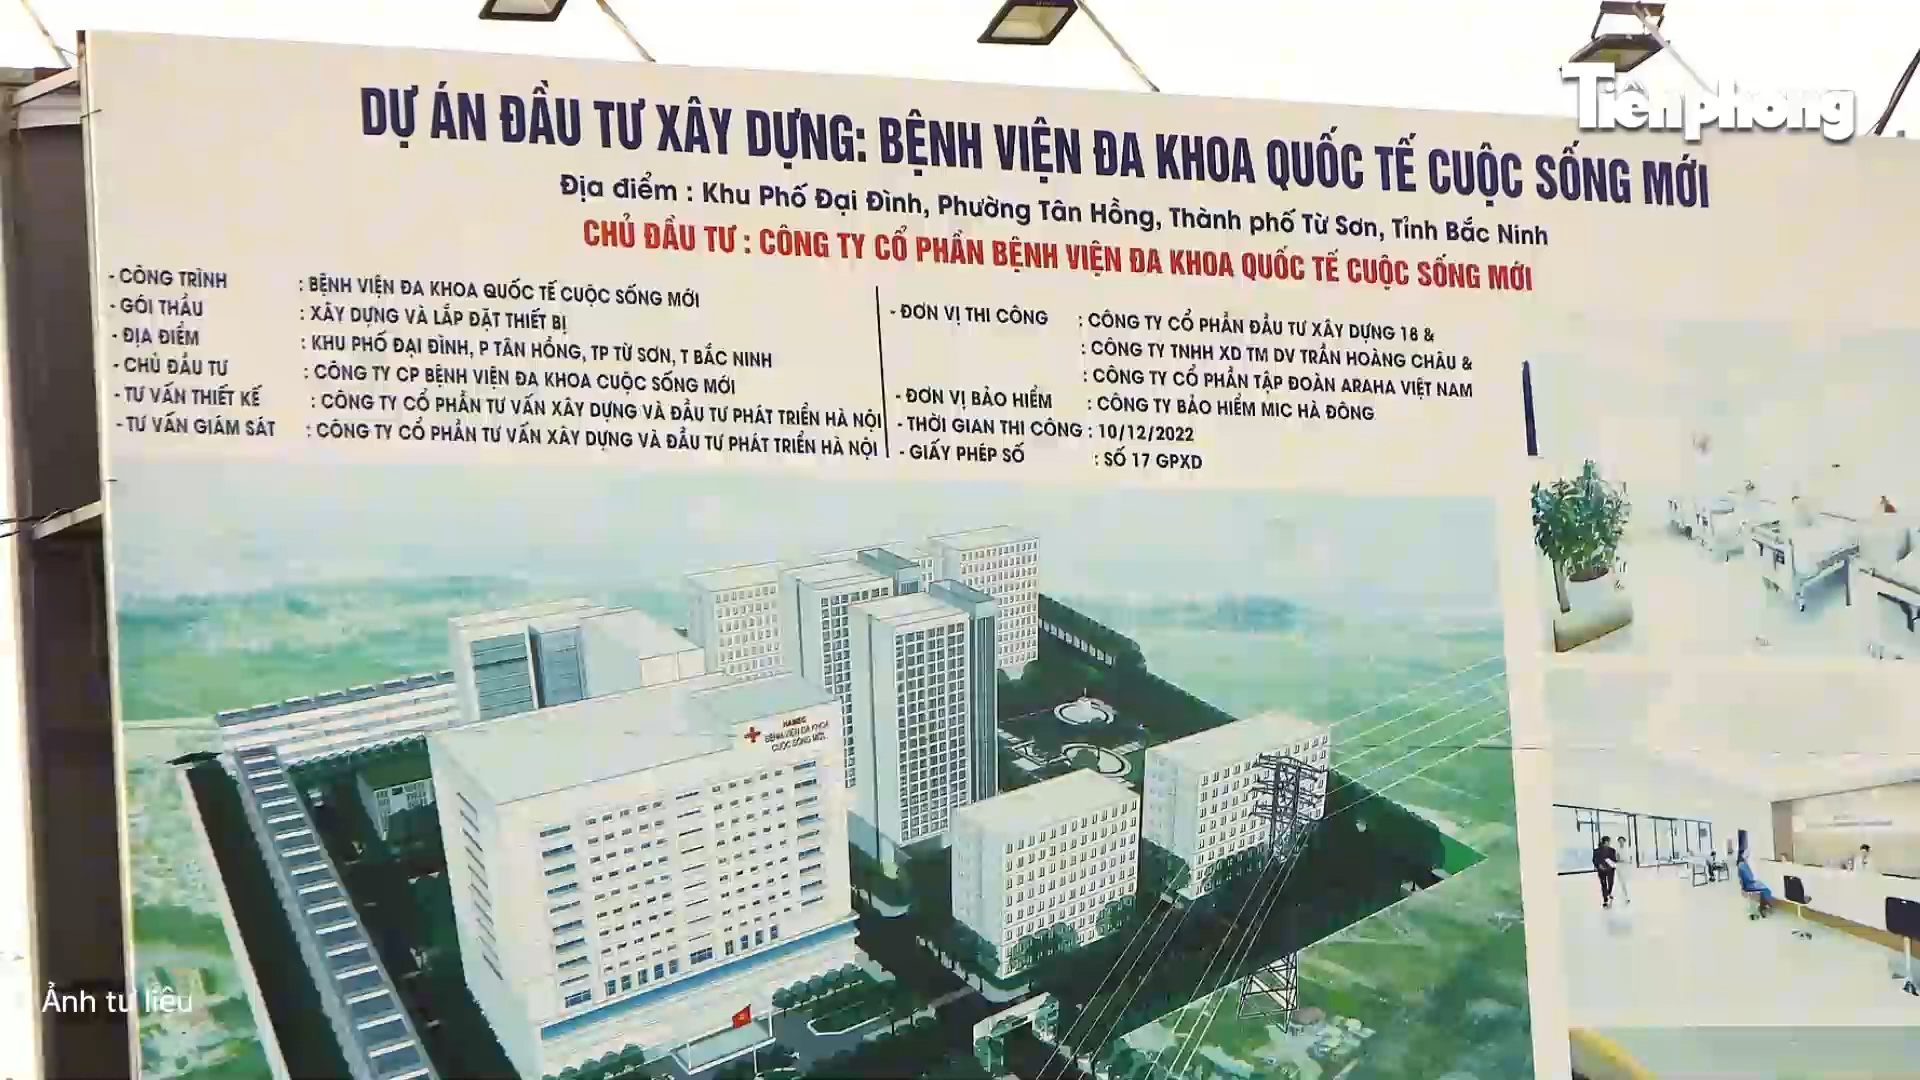 Tiền phong
DỰ ÁN ĐẦU TƯ XÂY DỰNG: BỆNH VIỆN ĐA KHOA QUỐC TẾ CUỘC SỐNG MỚI
Địa điểm : Khu Phố Đại Đình, Phường Tân Hồng, Thành phố Từ Sơn, Tỉnh Bắc Ninh
CHỦ ĐẦU TƯ : CÔNG TY CỔ PHẦN BỆNH VIỆN ĐA KHOA QUỐC TẾ CUỘC SỐNG MỚI
- CÔNG TRÌNH : BỆNH VIỆN ĐA KHOA QUỐC TẾ CUỘC SỐNG MỚI
- GÓI THẦU : XÂY DỰNG VÀ LẮP ĐẶT THIẾT BỊ
- ĐỊA ĐIỂM : KHU PHỐ ĐẠI ĐÌNH, P TÂN HỒNG, TP TỪ SƠN, T BẮC NINH
- CHỦ ĐẦU TƯ : CÔNG TY CP BỆNH VIỆN ĐA KHOA CUỘC SỐNG MỚI
- TƯ VẤN THIẾT KẾ : CÔNG TY CỔ PHẦN TƯ VẤN XÂY DỰNG VÀ ĐẦU TƯ PHÁT TRIỂN HÀ NỘI
- TƯ VẤN GIÁM SÁT : CÔNG TY CỔ PHẦN TƯ VẤN XÂY DỰNG VÀ ĐẦU TƯ PHÁT TRIỂN HÀ NỘI
- ĐƠN VỊ THI CÔNG : CÔNG TY CỔ PHẦN ĐẦU TƯ XÂY DỰNG 18 &
: CÔNG TY TNHH XD TM DV TRẦN HOÀNG CHÂU &
: CÔNG TY CỔ PHẦN TẬP ĐOÀN ARAHA VIỆT NAM
- ĐƠN VỊ BẢO HIỂM : CÔNG TY BẢO HIỂM MIC HÀ ĐÔNG
- THỜI GIAN THI CÔNG : 10/12/2022
- GIẤY PHÉP SỐ : SỐ 17 GPXD
HAMEC
BỆNH VIỆN ĐA KHOA
CUỘC SỐNG MỚI
Ảnh tư liệu